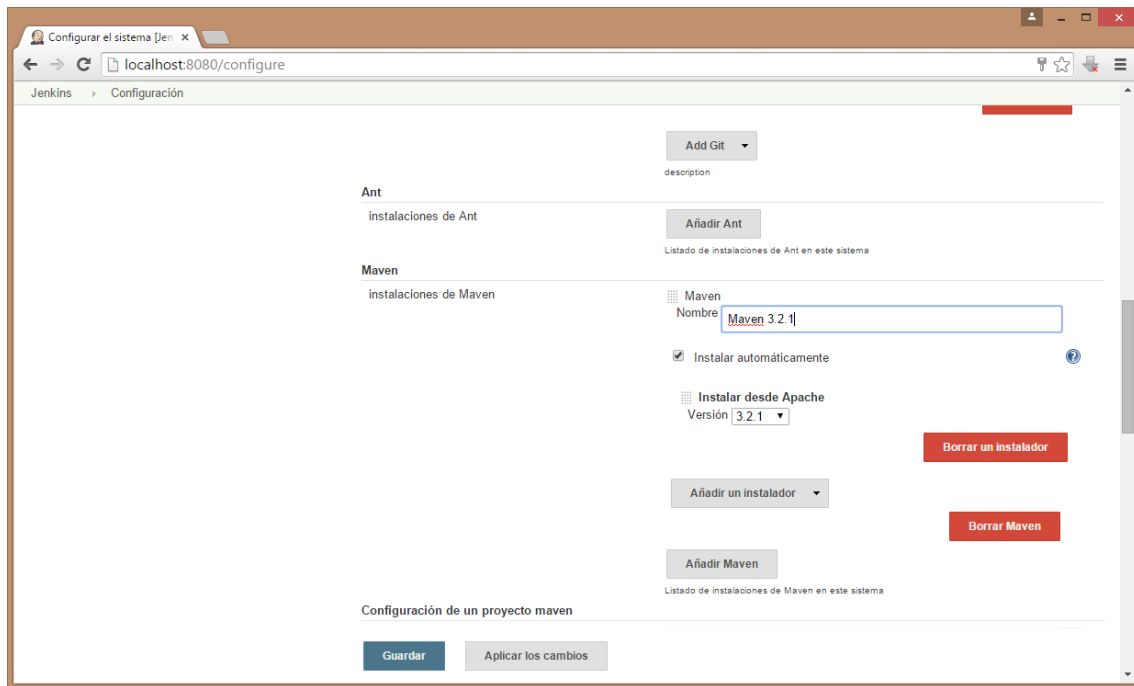 Configurar el sistema [Jen
localhost:8080/configure
Jenkins Configuración
Add Git
description
Ant
instalaciones de Ant
Añadir Ant
Listado de instalaciones de Ant en este sistema
Maven
instalaciones de Maven
Maven
Nombre Maven 3.2.1
Instalar automáticamente
Instalar desde Apache
Versión 3.2.1
Borrar un instalador
Añadir un instalador
Borrar Maven
Añadir Maven
Listado de instalaciones de Maven en este sistema
Configuración de un proyecto maven
Guardar Aplicar los cambios